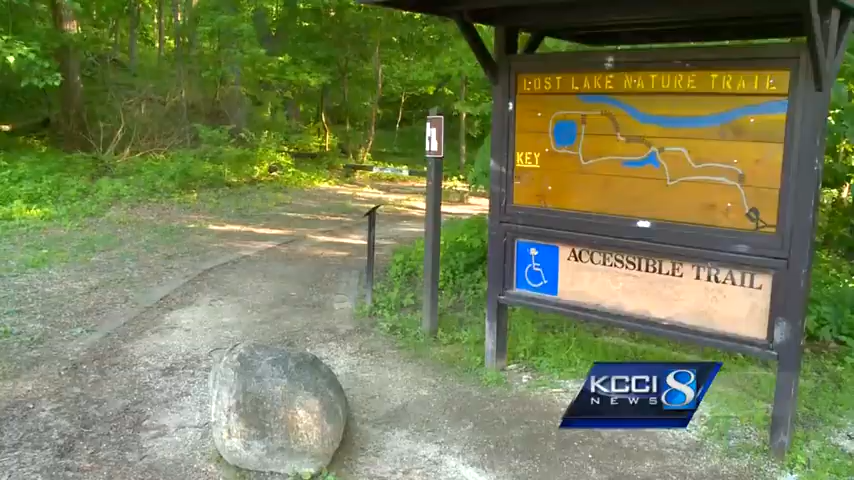 LOST LAKE NATURE TRAIL
KEY
ACCESSIBLE TRAIL
KCCI 8
NEWS